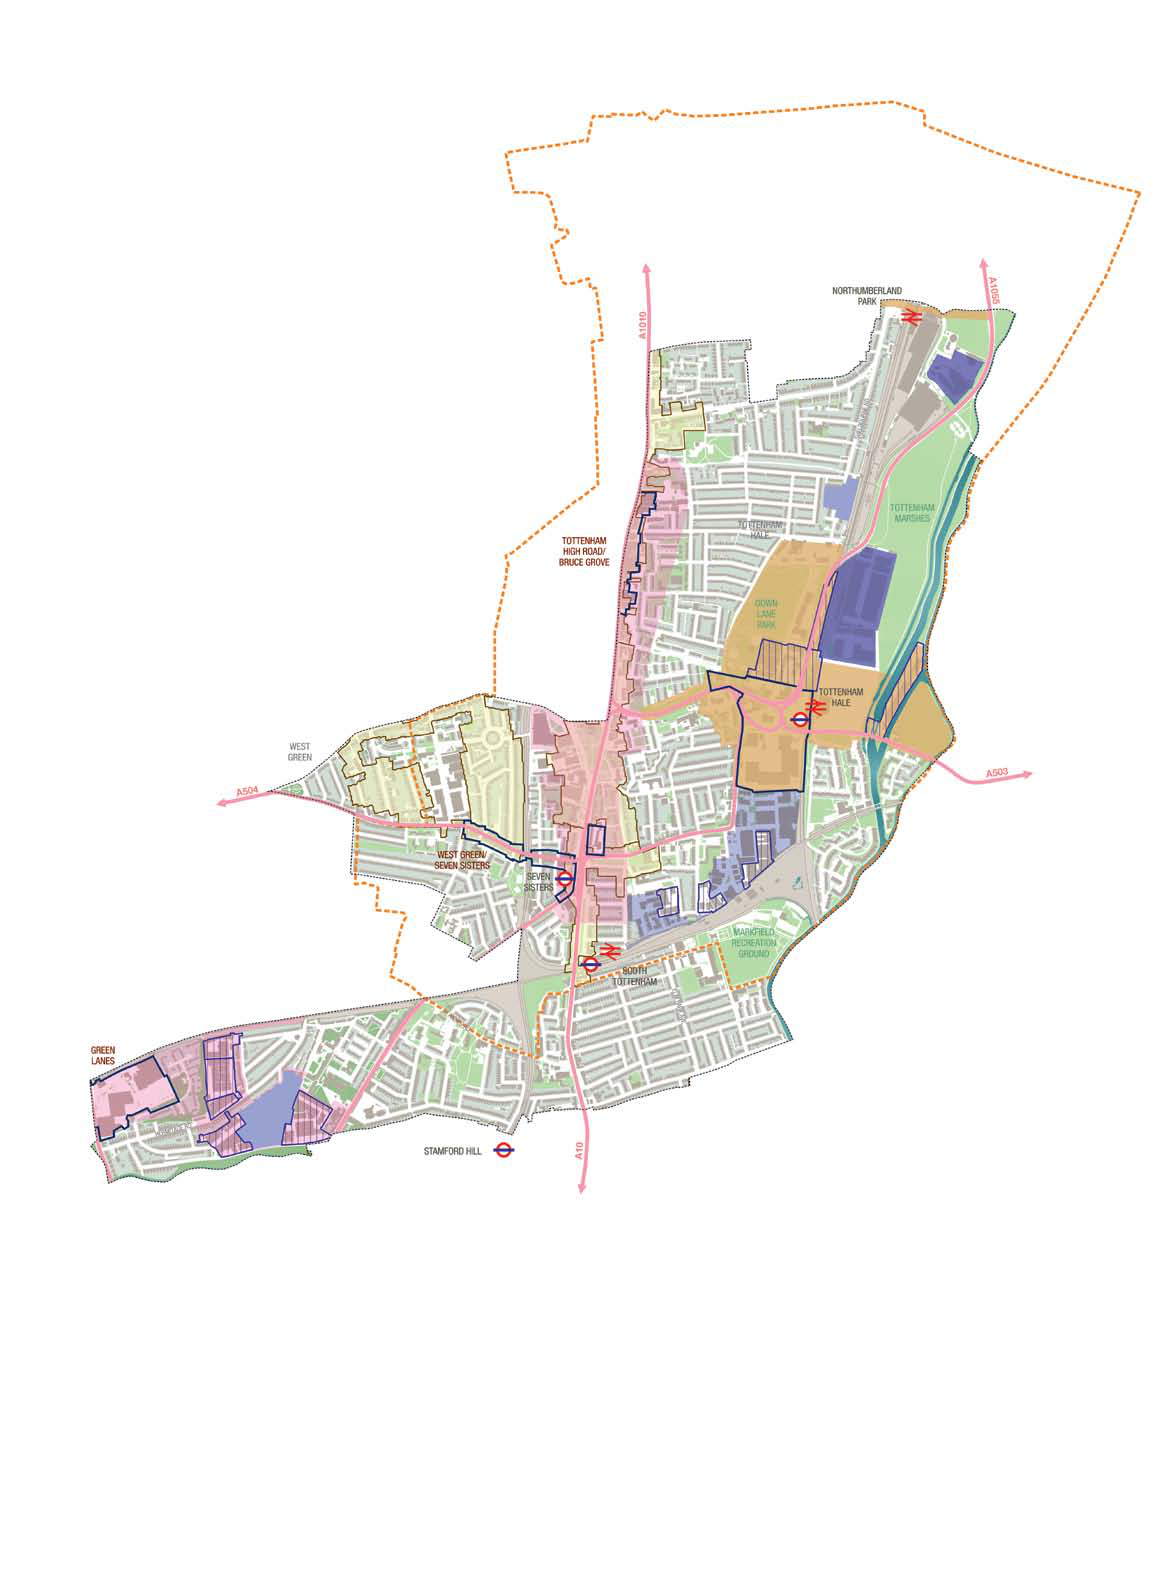 NORTHUMBERLAND
PARK
A1055
A1010
TOTTENHAM
MARSHES
TOTTENHAM
HALE
TOTTENHAM
HIGH ROAD/
BRUCE GROVE
DOWN
LANE
PARK
TOTTENHAM
HALE
WEST
GREEN
A504
A503
WEST GREEN/
SEVEN SISTERS
SEVEN
SISTERS
MARKFIELD
RECREATION
GROUND
SOUTH
TOTTENHAM
GREEN
LANES
STAMFORD HILL
A10